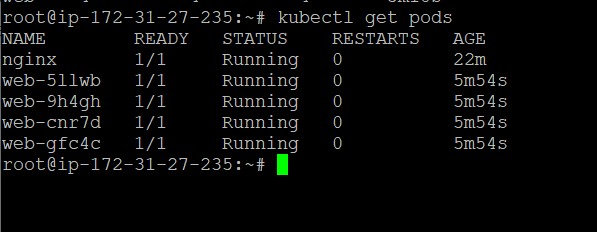 root@ip-172-31-27-235:~# kubectl get pods
NAME READY STATUS RESTARTS AGE
nginx 1/1 Running 0 22m
web-5llwb 1/1 Running 0 5m54s
web-9h4gh 1/1 Running 0 5m54s
web-cnr7d 1/1 Running 0 5m54s
web-gfc4c 1/1 Running 0 5m54s
root@ip-172-31-27-235:~#